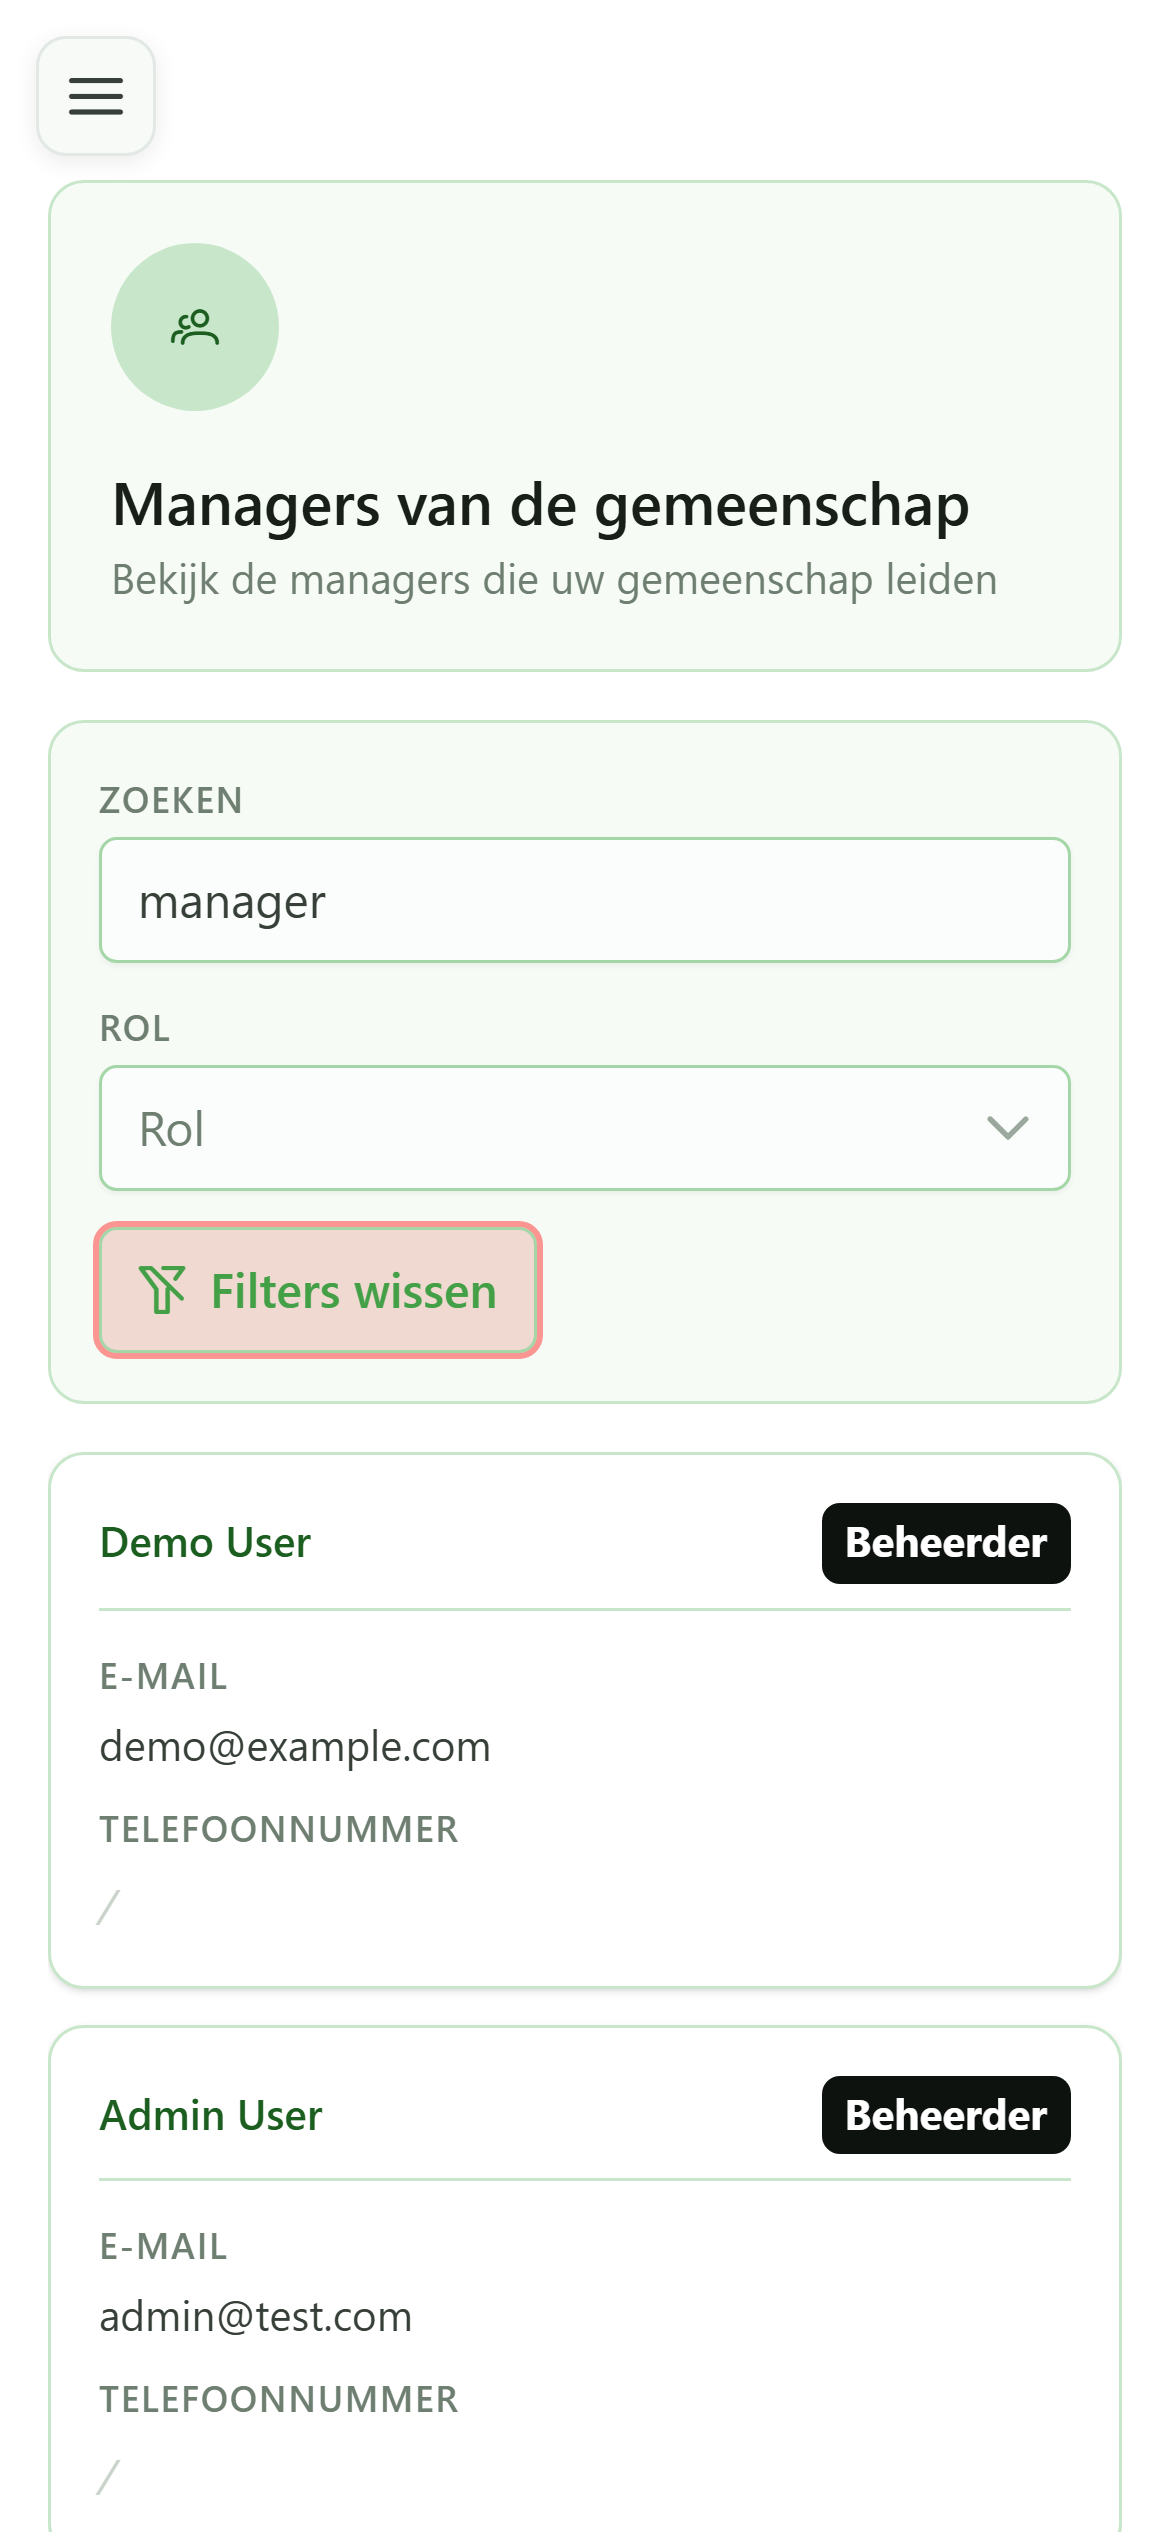 Managers van de gemeenschap
Bekijk de managers die uw gemeenschap leiden
ZOEKEN
manager
ROL
Rol
Filters wissen
Demo User
Beheerder
E-MAIL
demo@example.com
TELEFOONNUMMER
/
Admin User
Beheerder
E-MAIL
admin@test.com
TELEFOONNUMMER
/